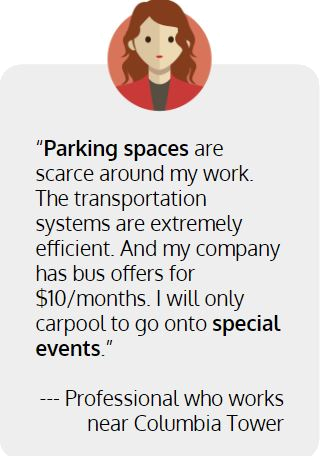 “Parking spaces are
scarce around my work.
The transportation
systems are extremely
efficient. And my company
has bus offers for
$10/months. I will only
carpool to go onto special
events.”
--- Professional who works
near Columbia Tower